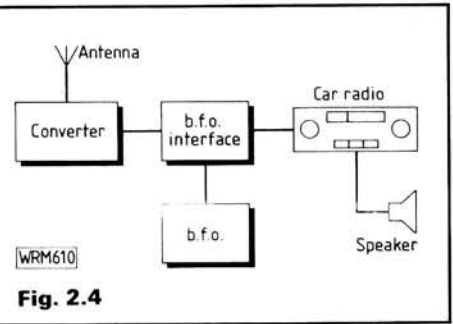 Antenna
Car radio
Converter
b.f.o.
interface
b.f.o.
Speaker
WRM610
Fig. 2.4